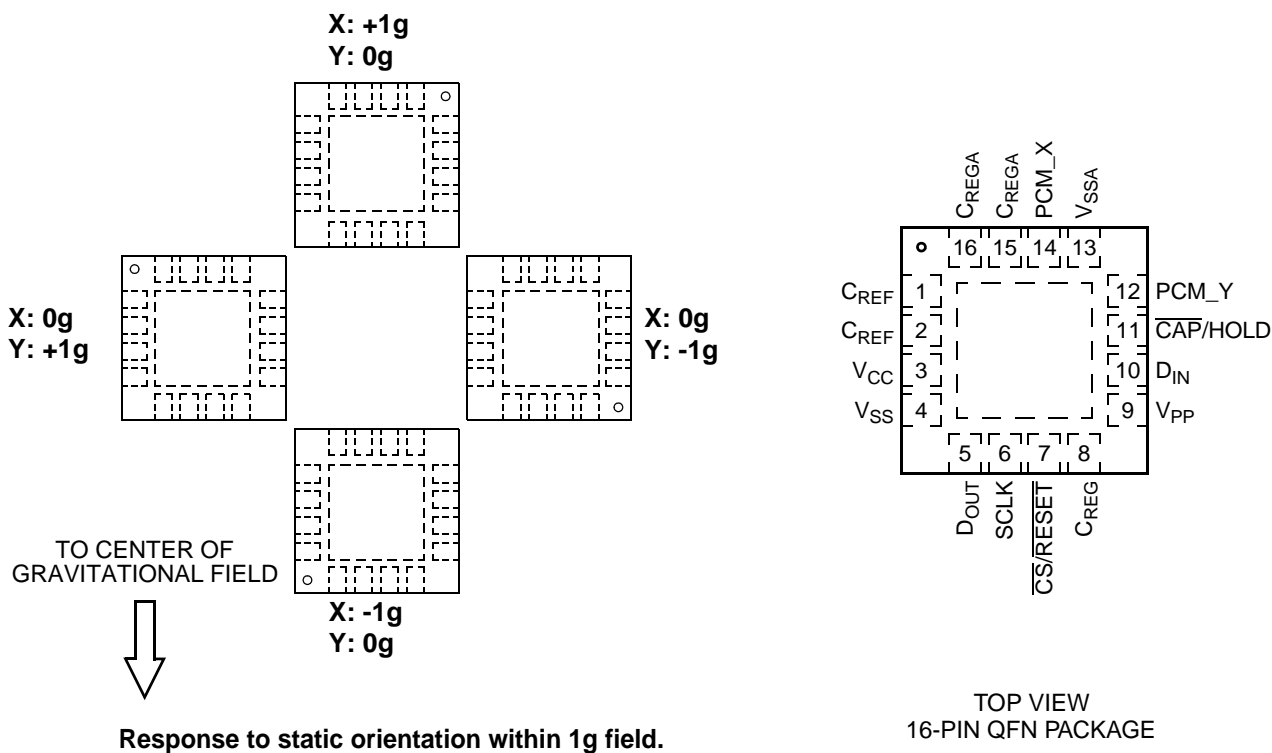 X: +1g
Y: 0g
X: 0g
Y: +1g
X: 0g
Y: -1g
X: -1g
Y: 0g
TO CENTER OF
GRAVITATIONAL FIELD
Response to static orientation within 1g field.
CREGA
CREGA
PCM_X
VSSA
16
15
14
13
CREF 1
CREF 2
VCC 3
VSS 4
12 PCM_Y
11 C̅A̅P̅/HOLD
10 DIN
9 VPP
5
6
7
8
DOUT
SCLK
C̅S̅/R̅E̅S̅E̅T̅
CREG
TOP VIEW
16-PIN QFN PACKAGE